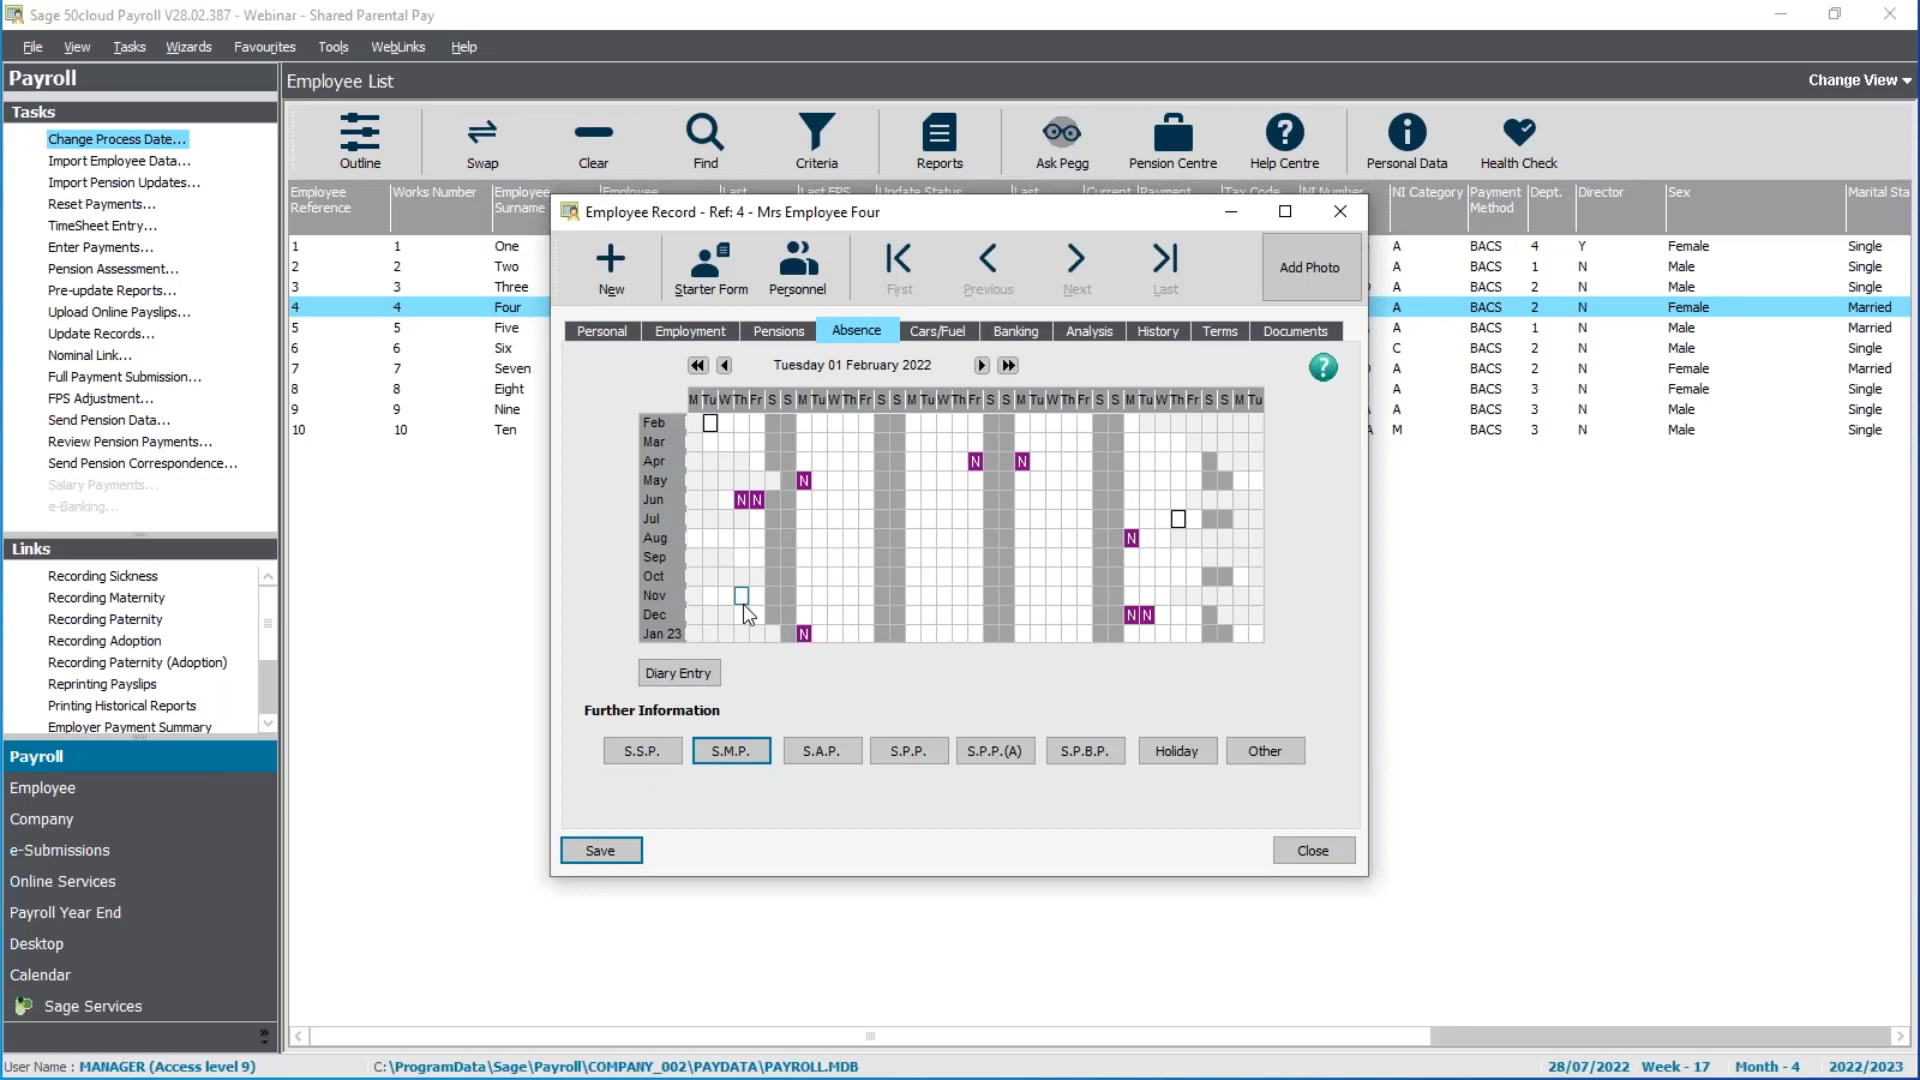 Sage 50cloud Payroll V28.02.387 - Webinar - Shared Parental Pay
File View Tasks Wizards Favourites Tools WebLinks Help
Payroll
Employee List
Change View
Tasks
Change Process Date...
Import Employee Data...
Import Pension Updates...
Reset Payments...
TimeSheet Entry...
Enter Payments...
Pension Assessment...
Pre-update Reports...
Upload Online Payslips...
Update Records...
Nominal Link...
Full Payment Submission...
FPS Adjustment...
Send Pension Data...
Review Pension Payments...
Send Pension Correspondence...
Salary Payments...
e-Banking...
Links
Recording Sickness
Recording Maternity
Recording Paternity
Recording Adoption
Recording Paternity (Adoption)
Reprinting Payslips
Printing Historical Reports
Employer Payment Summary
Payroll
Employee
Company
e-Submissions
Online Services
Payroll Year End
Desktop
Calendar
Sage Services
Outline Swap Clear Find Criteria Reports Ask Pegg Pension Centre Help Centre Personal Data Health Check
Employee Reference Works Number Employee Surname Employee Last Last FPS Update Status Last Current Payment Tax Code NI Number NI Category Payment Method Dept. Director Sex Marital Sta
1 1 One A BACS 4 Y Female Single
2 2 Two A BACS 1 N Male Single
3 3 Three A BACS 2 N Male Single
4 4 Four A BACS 2 N Female Married
5 5 Five A BACS 1 N Male Married
6 6 Six C BACS 2 N Male Single
7 7 Seven A BACS 2 N Male Married
8 8 Eight A BACS 3 N Female Single
9 9 Nine A BACS 3 N Male Single
10 10 Ten M BACS 3 N Male Single
Employee Record - Ref: 4 - Mrs Employee Four
New Starter Form Personnel First Previous Next Last Add Photo
Personal Employment Pensions Absence Cars/Fuel Banking Analysis History Terms Documents
Tuesday 01 February 2022
?
M Tu W Th Fr S S M Tu W Th Fr S S M Tu W Th Fr S S M Tu W Th Fr S S M Tu W Th Fr S S M Tu
Feb
Mar
Apr N N
May N
Jun N N
Jul
Aug N
Sep
Oct
Nov
Dec N N
Jan 23 N
Diary Entry
Further Information
S.S.P. S.M.P. S.A.P. S.P.P. S.P.P.(A) S.P.B.P. Holiday Other
Save Close
User Name : MANAGER (Access level 9) C:\ProgramData\Sage\Payroll\COMPANY_002\PAYDATA\PAYROLL.MDB 28/07/2022 Week - 17 Month - 4 2022/2023